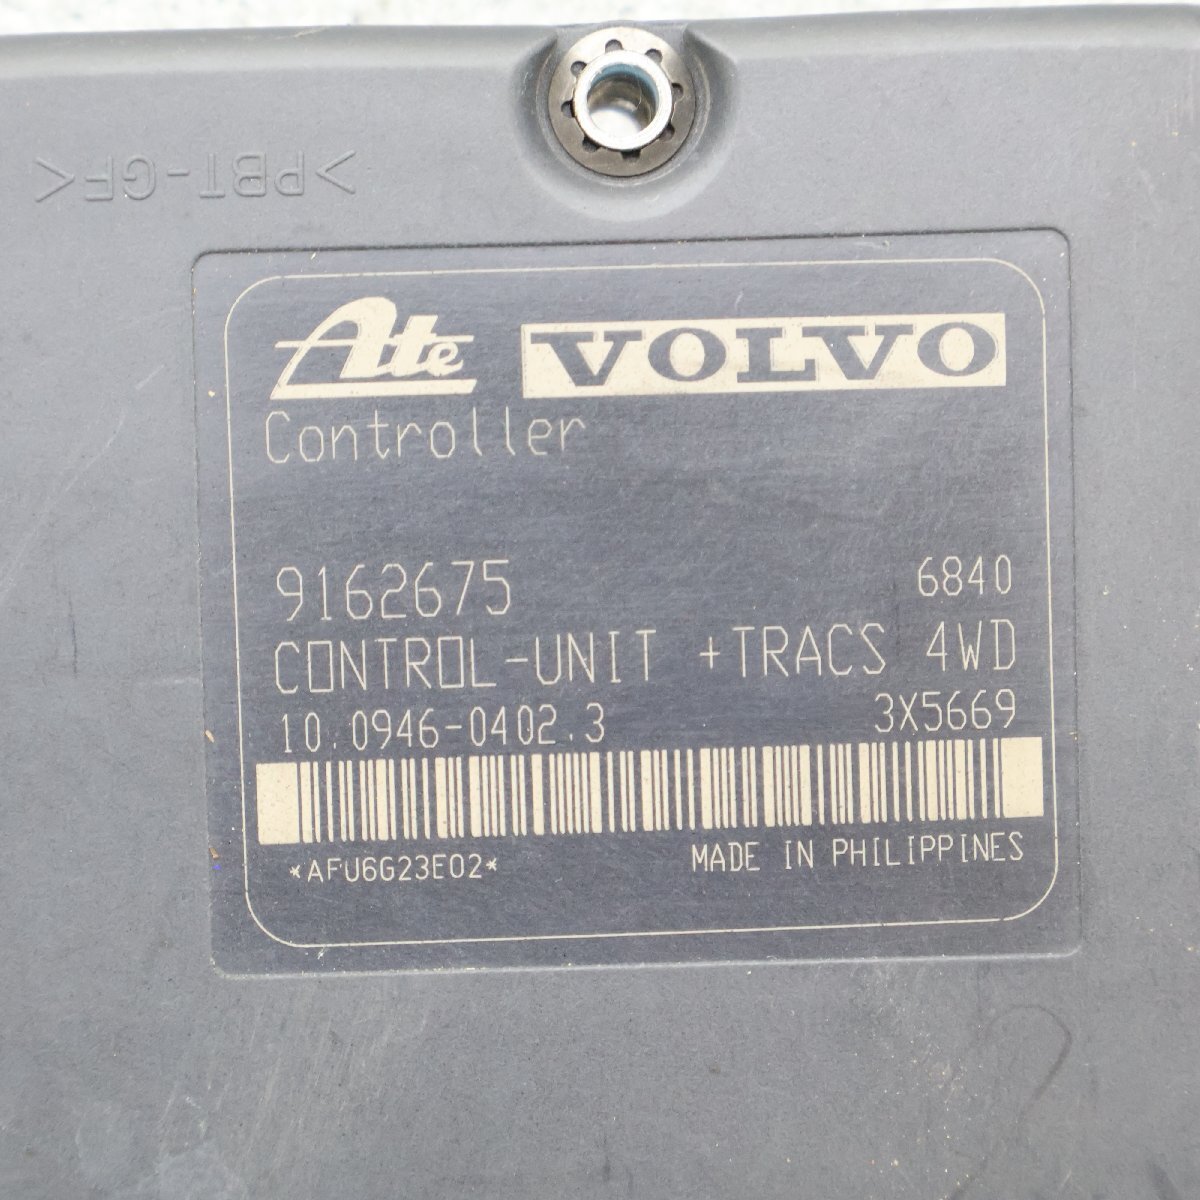 >PBT-GF<
Ate VOLVO
Controller
9162675 6840
CONTROL-UNIT +TRACS 4WD
10.0946-0402.3 3X5669
*AFU6G23E02* MADE IN PHILIPPINES